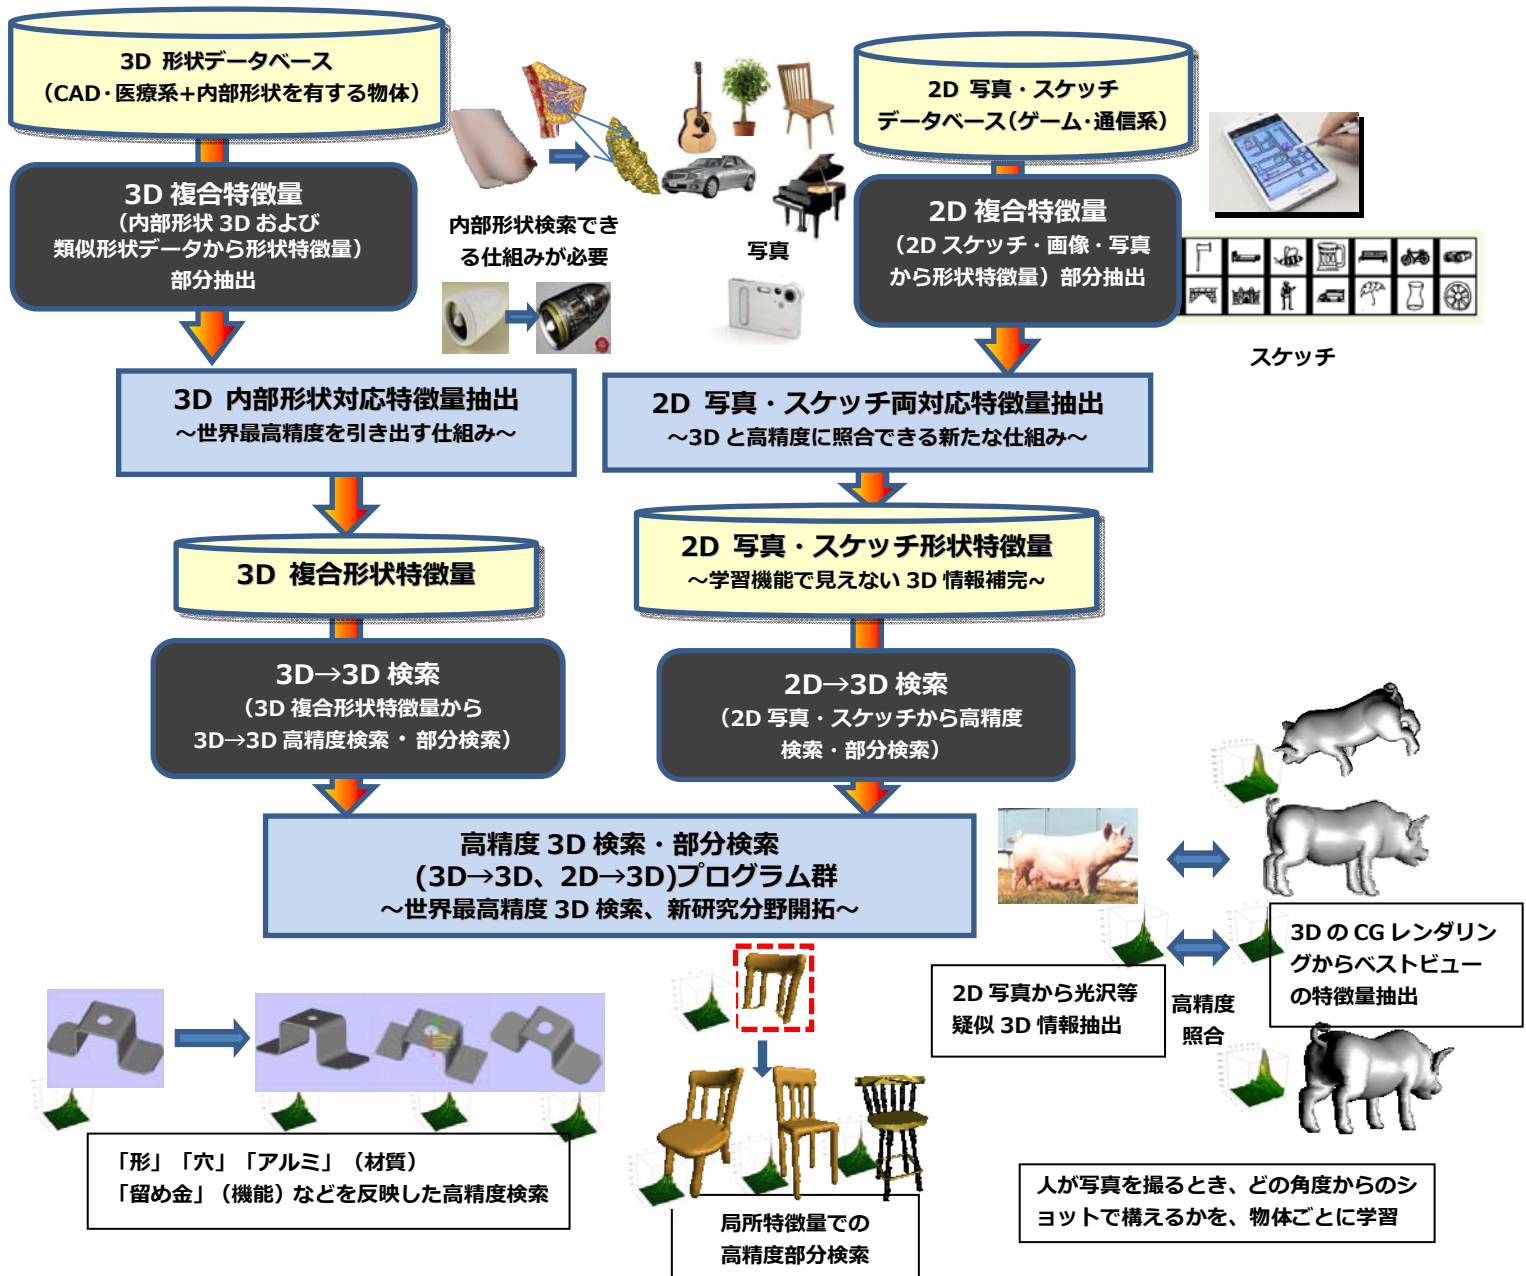 3D 形状データベース
(CAD・医療系+内部形状を有する物体)
3D 複合特徴量
(内部形状 3D および
類似形状データから形状特徴量)
部分抽出
内部形状検索でき
る仕組みが必要
写真
2D 写真・スケッチ
データベース(ゲーム・通信系)
2D 複合特徴量
(2D スケッチ・画像・写真
から形状特徴量)部分抽出
スケッチ
3D 内部形状対応特徴量抽出
～世界最高精度を引き出す仕組み～
2D 写真・スケッチ両対応特徴量抽出
～3D と高精度に照合できる新たな仕組み～
3D 複合形状特徴量
2D 写真・スケッチ形状特徴量
～学習機能で見えない 3D 情報補完~
3D→3D 検索
(3D 複合形状特徴量から
3D→3D 高精度検索・部分検索)
2D→3D 検索
(2D 写真・スケッチから高精度
検索・部分検索)
高精度 3D 検索・部分検索
(3D→3D、2D→3D)プログラム群
～世界最高精度 3D 検索、新研究分野開拓～
2D 写真から光沢等
疑似 3D 情報抽出
高精度
照合
3D の CG レンダリン
グからベストビュー
の特徴量抽出
「形」「穴」「アルミ」(材質)
「留め金」(機能)などを反映した高精度検索
局所特徴量での
高精度部分検索
人が写真を撮るとき、どの角度からのシ
ョットで構えるかを、物体ごとに学習